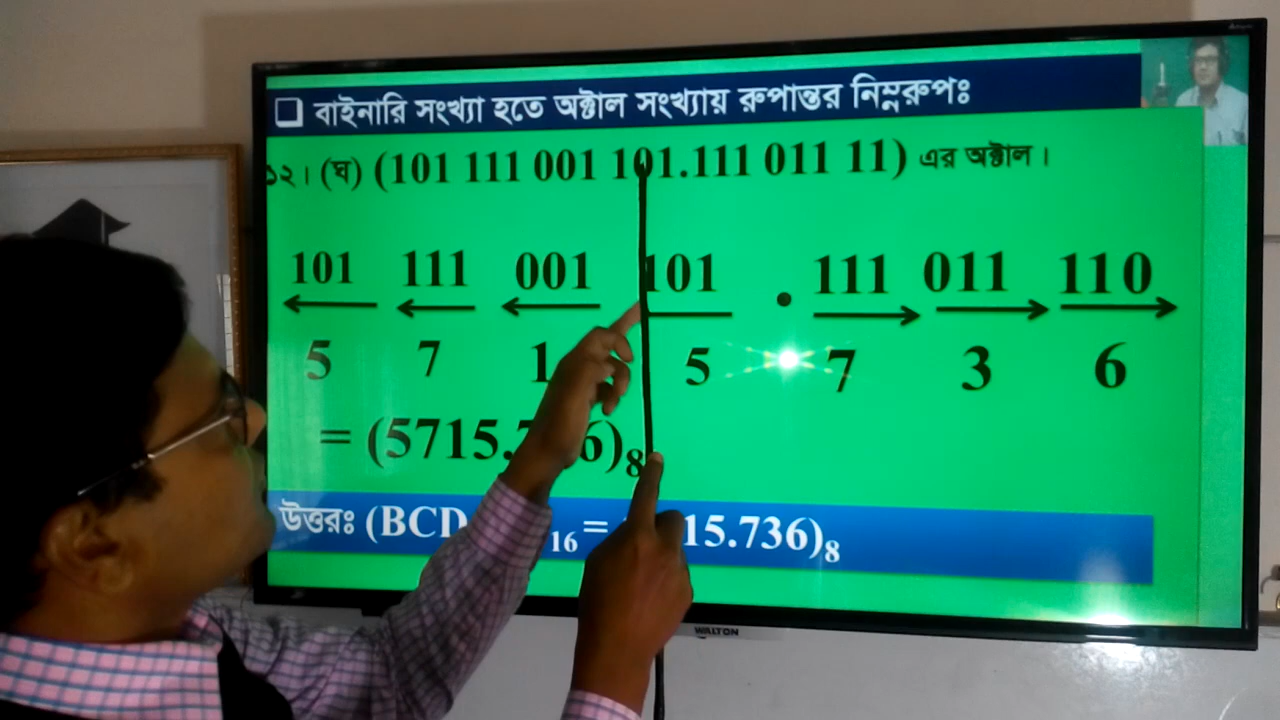 ❑ বাইনারি সংখ্যা হতে অক্টাল সংখ্যায় রুপান্তর নিম্নরুপঃ
১২। (ঘ) (101 111 001 101.111 011 11) এর অক্টাল।
101 111 001 101 . 111 011 110
5 7 1 5 7 3 6
= (5715. 6)8
উত্তরঃ (BCD 16 = 15.736)8
WALTON